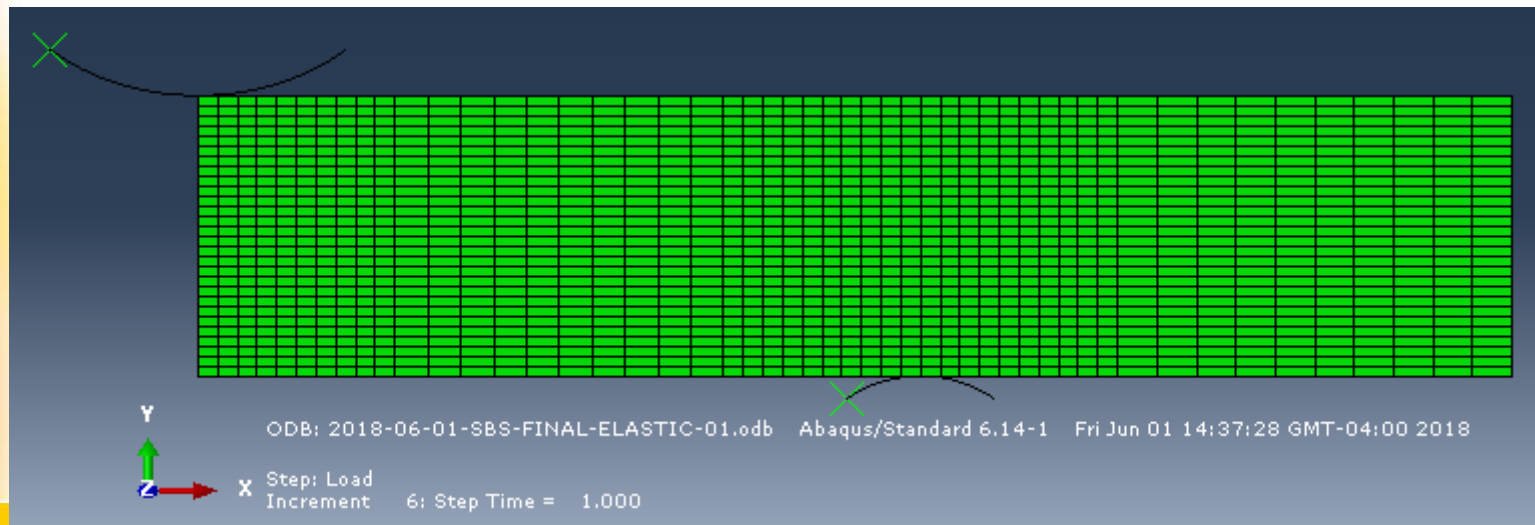 Y
Z
X
ODB: 2018-06-01-SBS-FINAL-ELASTIC-01.odb Abaqus/Standard 6.14-1 Fri Jun 01 14:37:28 GMT-04:00 2018
Step: Load
Increment 6: Step Time = 1.000